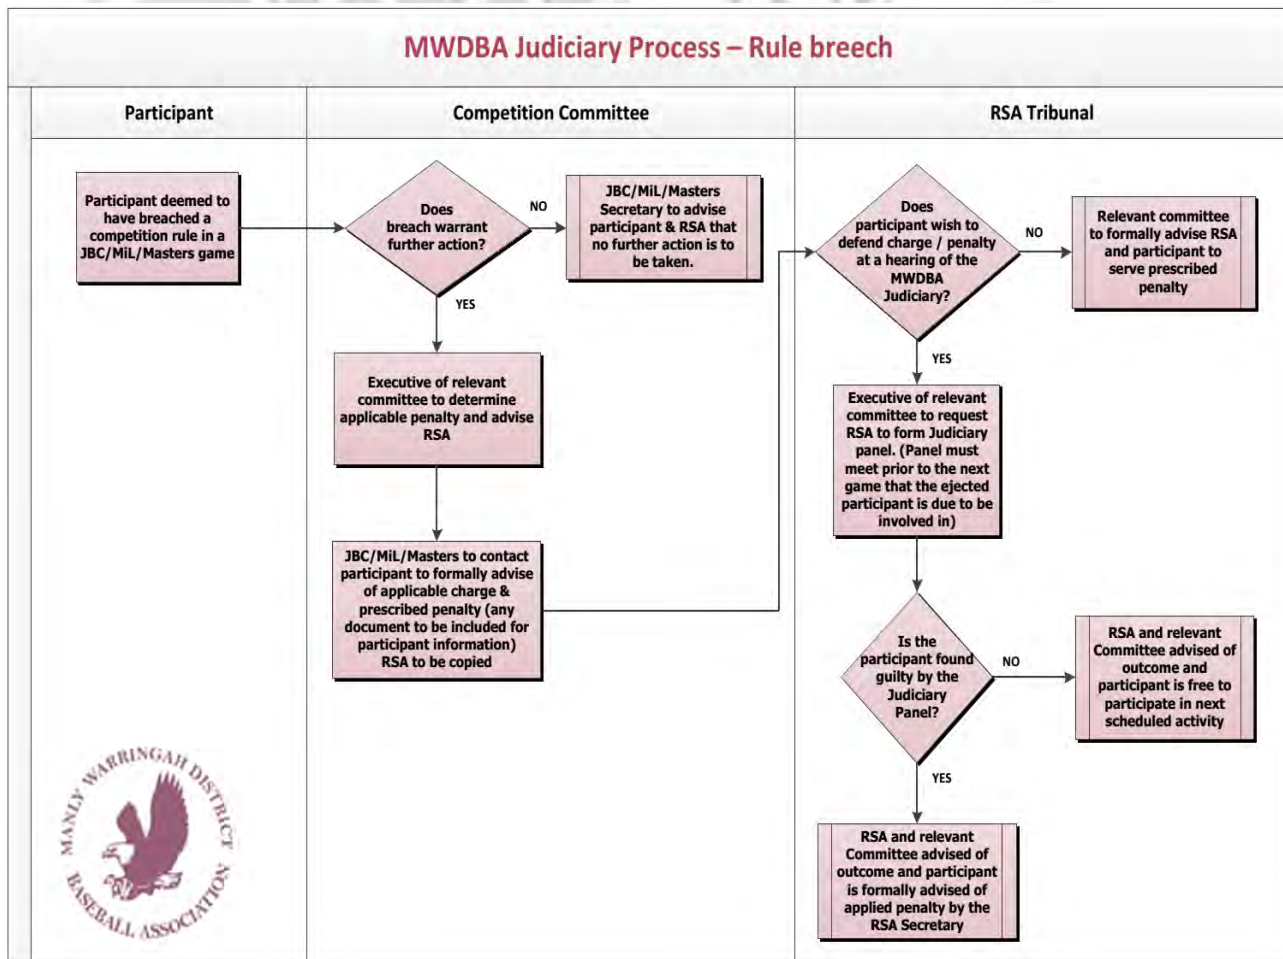 MWDBA Judiciary Process – Rule breech
Participant
Competition Committee
RSA Tribunal
Participant deemed to
have breached a
competition rule in a
JBC/MiL/Masters game
Does
breach warrant
further action?
NO
JBC/MiL/Masters
Secretary to advise
participant & RSA that
no further action is to
be taken.
YES
Executive of relevant
committee to determine
applicable penalty and advise
RSA
JBC/MiL/Masters to contact
participant to formally advise
of applicable charge &
prescribed penalty (any
document to be included for
participant information)
RSA to be copied
Does
participant wish to
defend charge / penalty
at a hearing of the
MWDBA
Judiciary?
NO
Relevant committee
to formally advise RSA
and participant to
serve prescribed
penalty
YES
Executive of relevant
committee to request
RSA to form Judiciary
panel. (Panel must
meet prior to the next
game that the ejected
participant is due to be
involved in)
Is the
participant found
guilty by the
Judiciary
Panel?
NO
RSA and relevant
Committee advised of
outcome and
participant is free to
participate in next
scheduled activity
YES
RSA and relevant
Committee advised of
outcome and participant
is formally advised of
applied penalty by the
RSA Secretary
MANLY WARRINGAH DISTRICT
BASEBALL ASSOCIATION